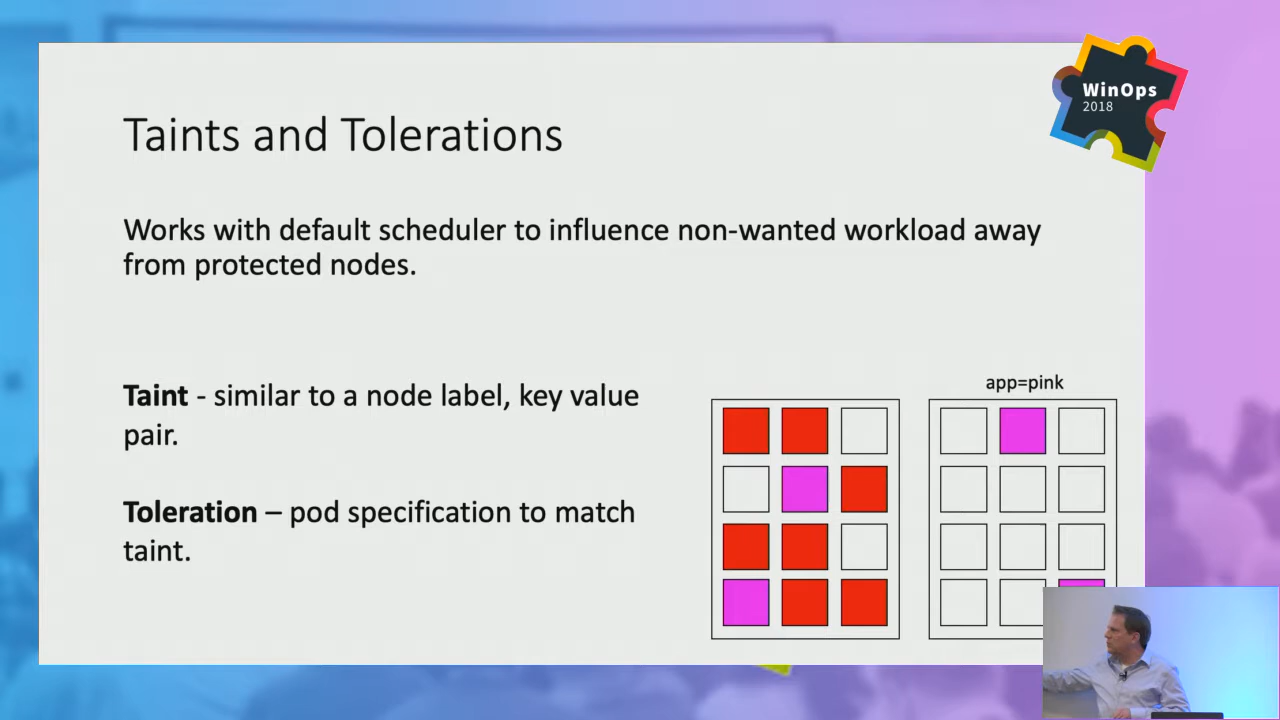 WinOps
2018
Taints and Tolerations
Works with default scheduler to influence non-wanted workload away
from protected nodes.
Taint - similar to a node label, key value
pair.
Toleration – pod specification to match
taint.
app=pink